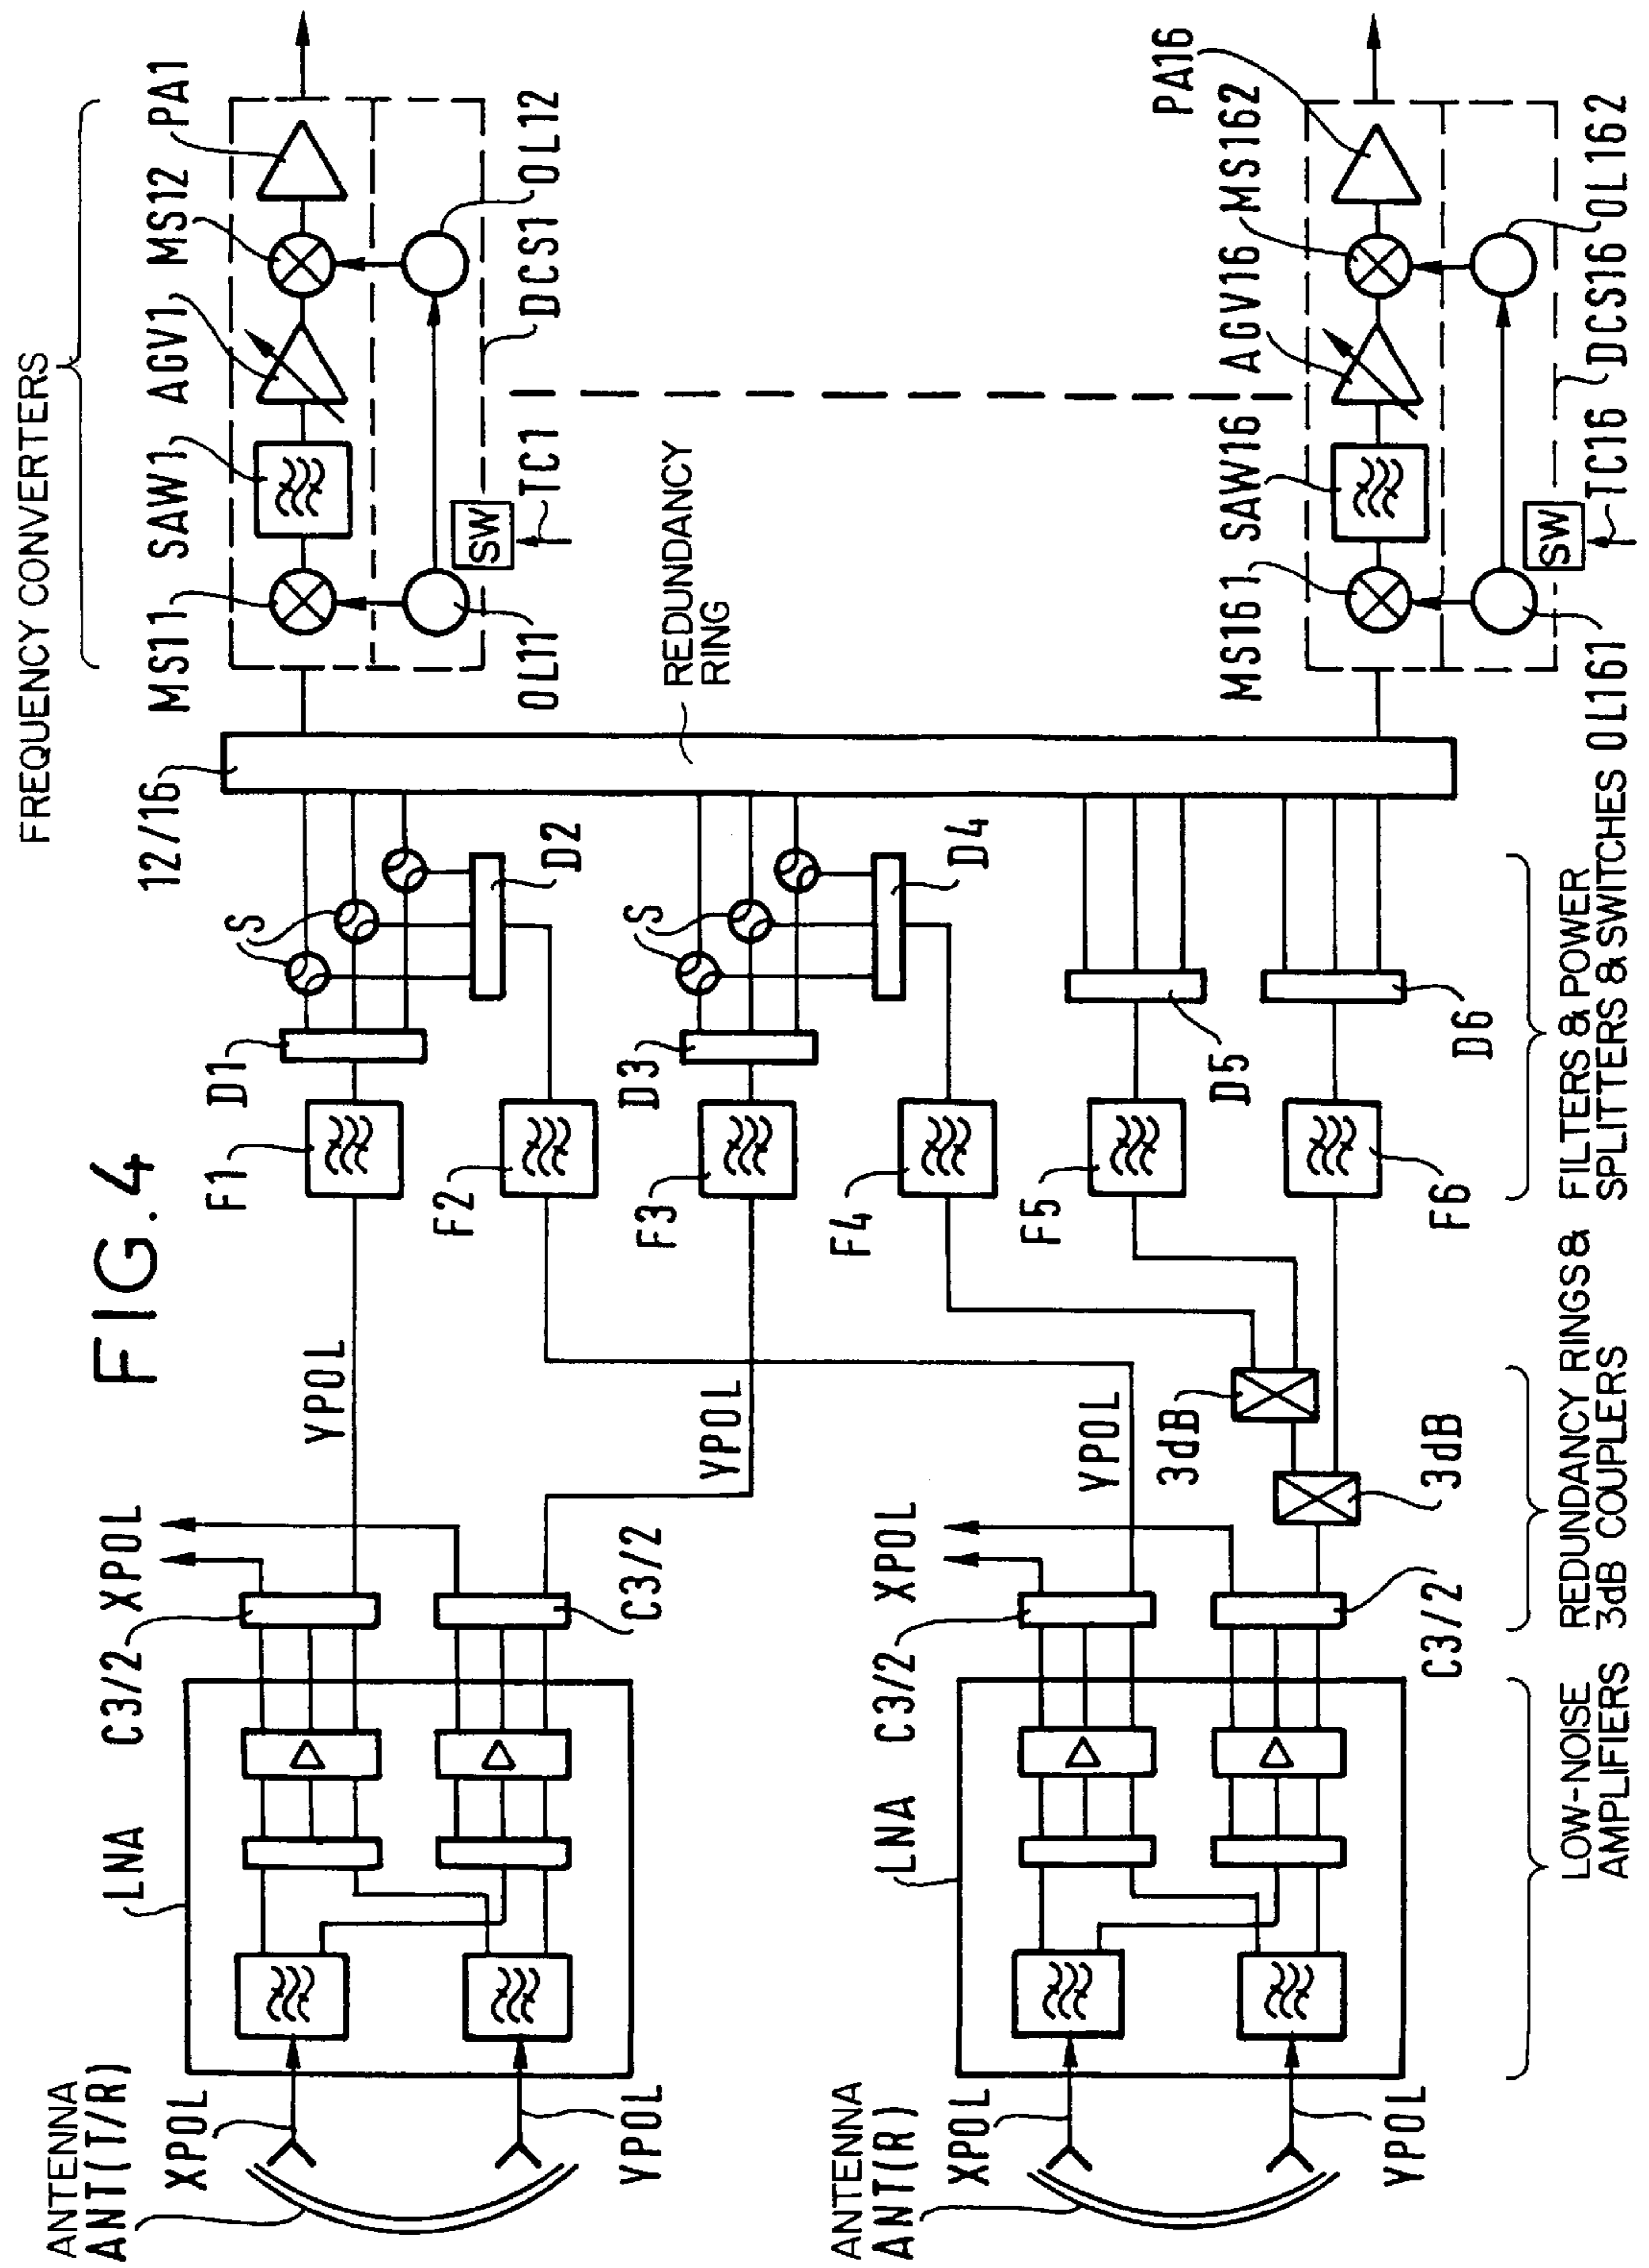 FIG. 4
FREQUENCY CONVERTERS
MS11
SAW1
AGV1
MS12
PA1
OL11
TC1
SW
DCS1
OL12
12/16
REDUNDANCY
RING
MS161
SAW16
AGV16
MS162
PA16
OL161
TC16
SW
DCS16
OL162
F1
D1
S
D2
F2
F3
D3
S
D4
F4
F5
D5
F6
D6
FILTERS & POWER
SPLITTERS & SWITCHES
YPOL
YPOL
YPOL
3dB
3dB
XPOL
C3/2
C3/2
XPOL
C3/2
C3/2
REDUNDANCY RINGS &
3dB COUPLERS
LNA
LNA
LOW-NOISE
AMPLIFIERS
ANTENNA
ANT(T/R)
XPOL
YPOL
ANTENNA
ANT(R)
XPOL
YPOL